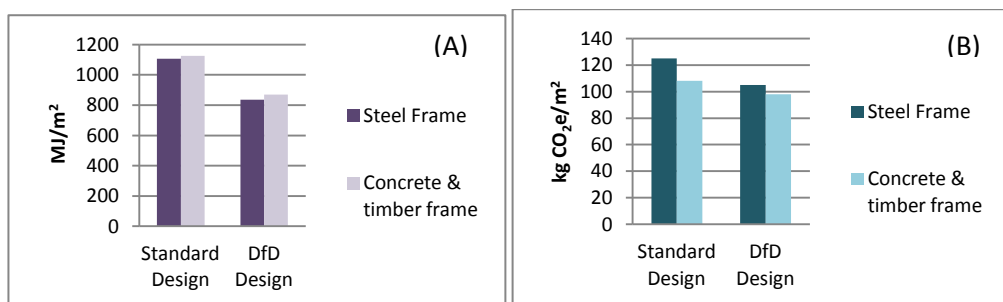 (A)
MJ/m²
1200
1000
800
600
400
200
0
Standard
Design
DfD
Design
Steel Frame
Concrete &
timber frame
(B)
kg CO₂e/m²
140
120
100
80
60
40
20
0
Standard
Design
DfD
Design
Steel Frame
Concrete &
timber frame